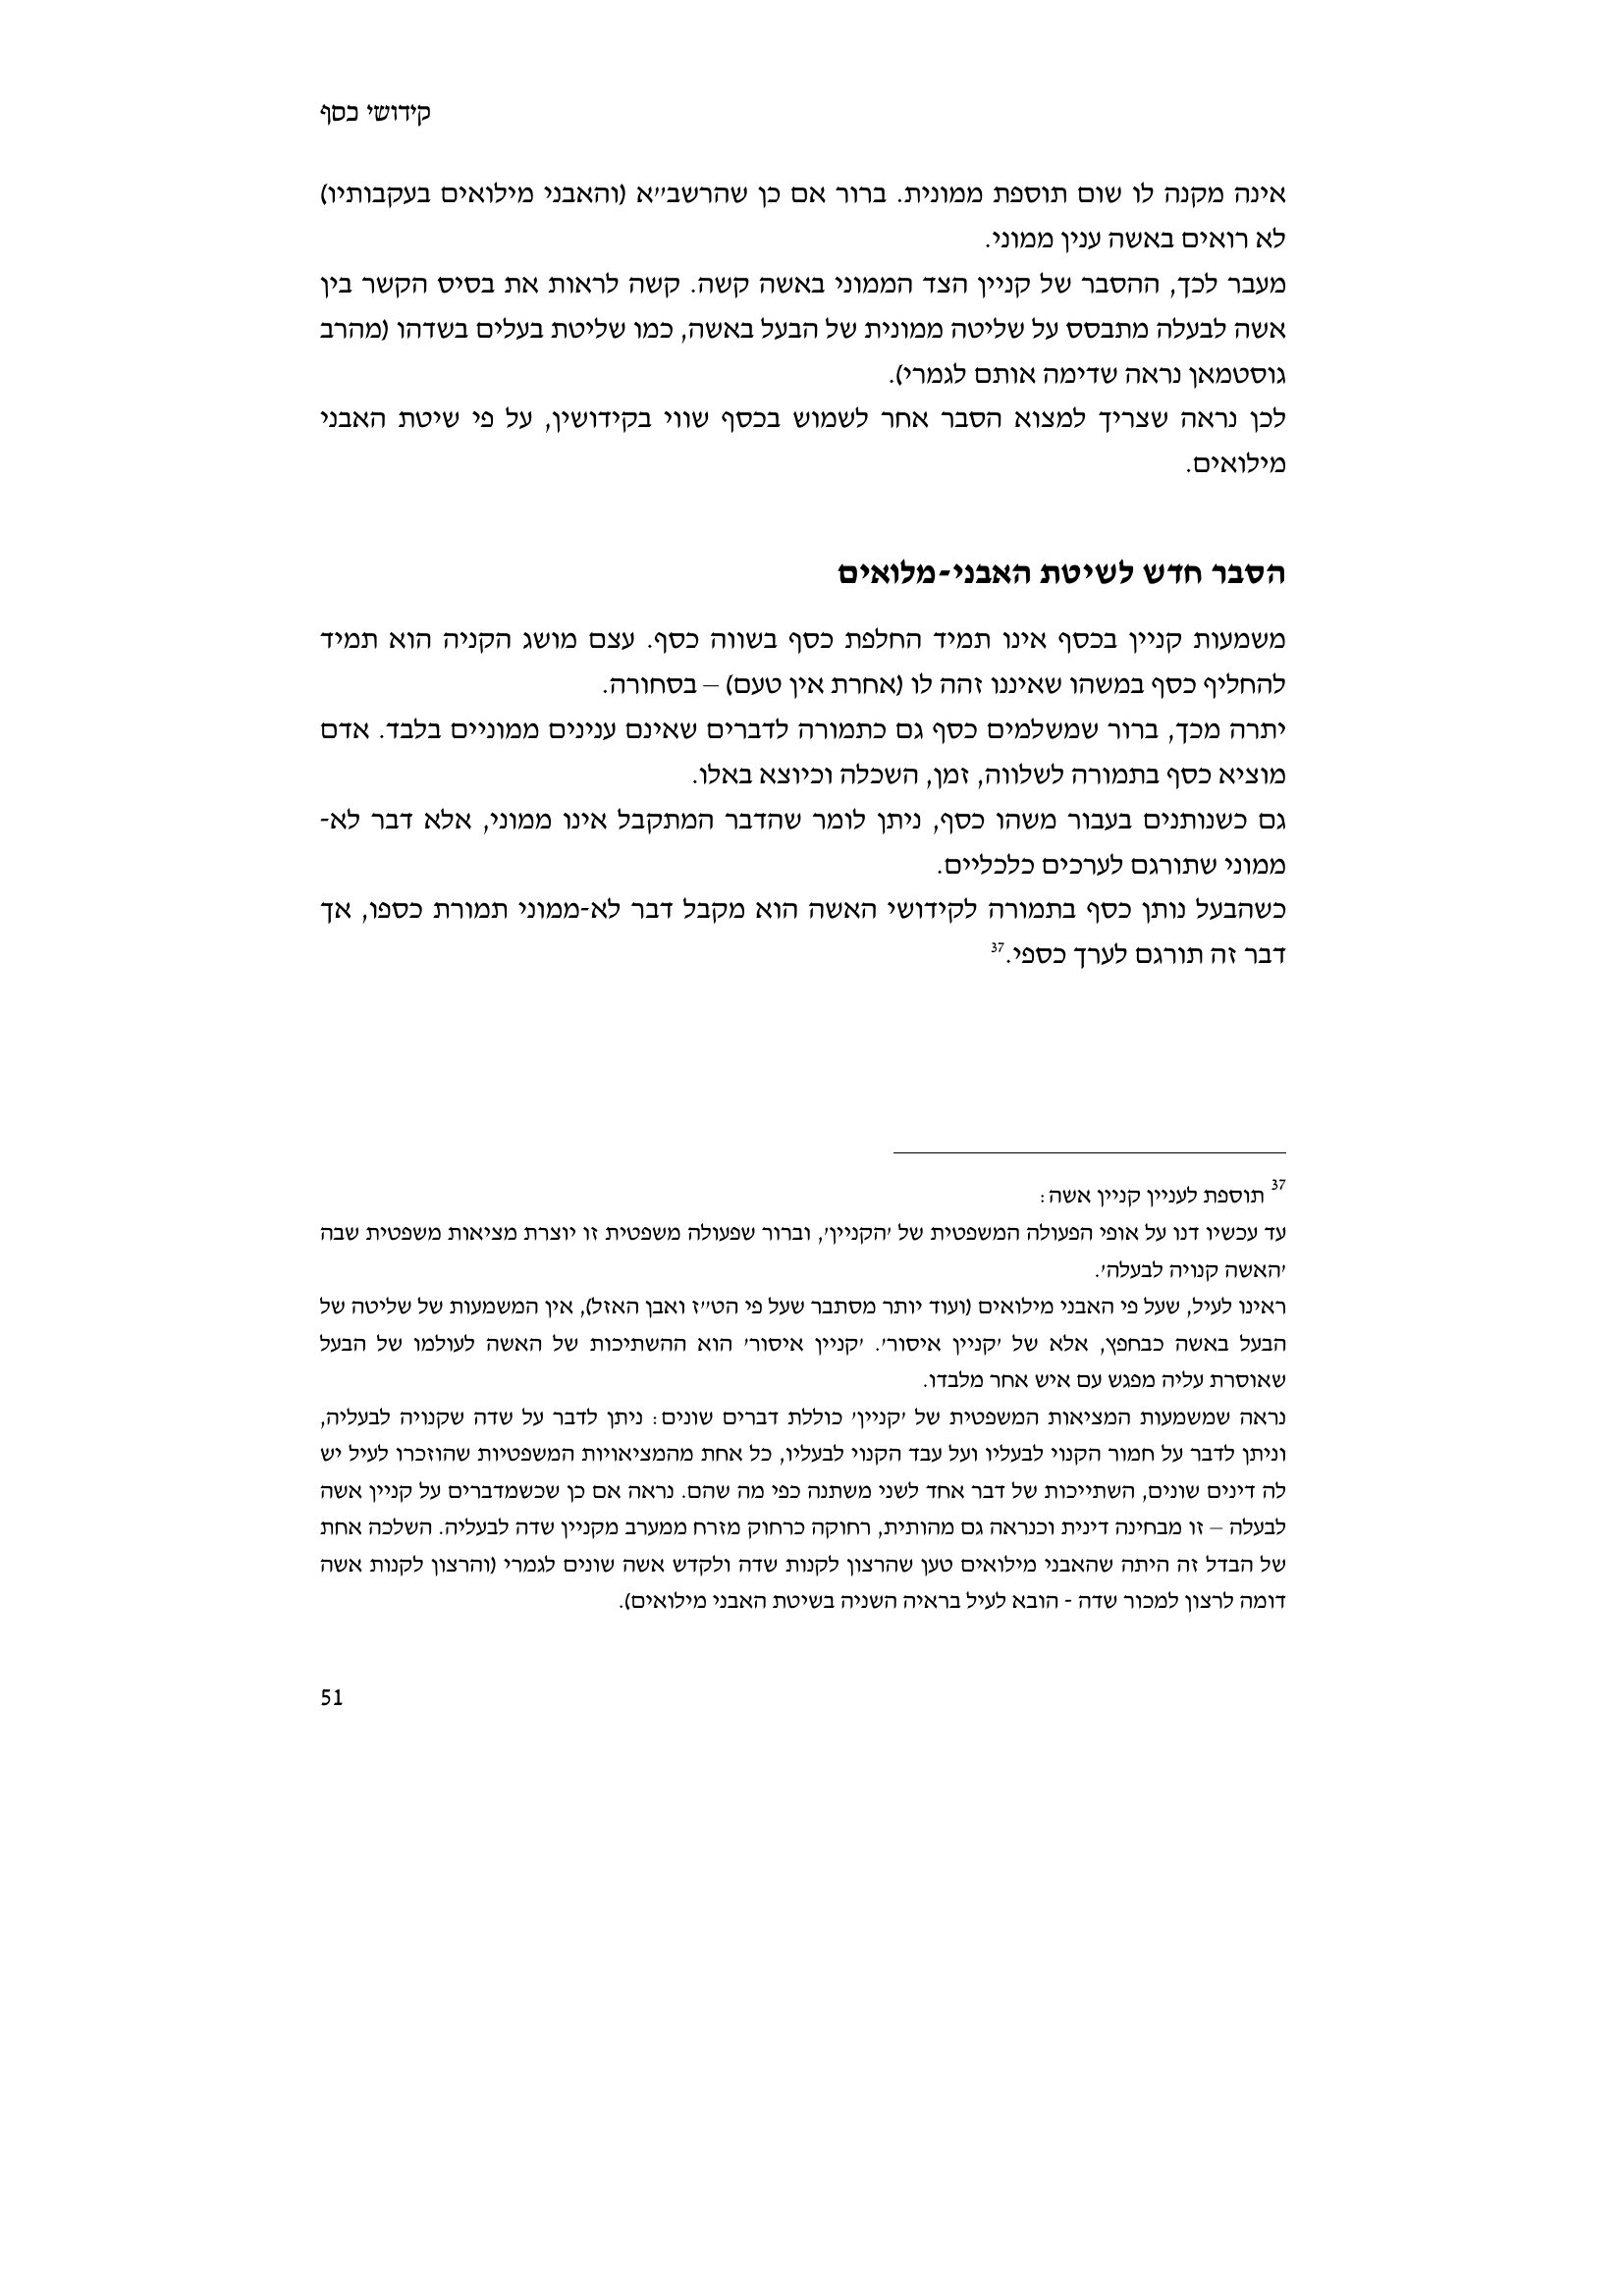 קידושי כסף
אינה מקנה לו שום תוספת ממונית. ברור אם כן שהרשב״א (והאבני מילואים בעקבותיו)
לא רואים באשה ענין ממוני.
מעבר לכך, ההסבר של קניין הצד הממוני באשה קשה. קשה לראות את בסיס הקשר בין
אשה לבעלה מתבסס על שליטה ממונית של הבעל באשה, כמו שליטת בעלים בשדהו (מהרב
גוסטמאן נראה שדימה אותם לגמרי).
לכן נראה שצריך למצוא הסבר אחר לשמוש בכסף שווי בקידושין, על פי שיטת האבני
מילואים.
הסבר חדש לשיטת האבני-מלואים
משמעות קניין בכסף אינו תמיד החלפת כסף בשווה כסף. עצם מושג הקניה הוא תמיד
להחליף כסף במשהו שאיננו זהה לו (אחרת אין טעם) – בסחורה.
יתרה מכך, ברור שמשלמים כסף גם כתמורה לדברים שאינם ענינים ממוניים בלבד. אדם
מוציא כסף בתמורה לשלווה, זמן, השכלה וכיוצא באלו.
גם כשנותנים בעבור משהו כסף, ניתן לומר שהדבר המתקבל אינו ממוני, אלא דבר לא-
ממוני שתורגם לערכים כלכליים.
כשהבעל נותן כסף בתמורה לקידושי האשה הוא מקבל דבר לא-ממוני תמורת כספו, אך
דבר זה תורגם לערך כספי.37
37 תוספת לעניין קניין אשה:
עד עכשיו דנו על אופי הפעולה המשפטית של ׳הקניין׳, וברור שפעולה משפטית זו יוצרת מציאות משפטית שבה
׳האשה קנויה לבעלה׳.
ראינו לעיל, שעל פי האבני מילואים (ועוד יותר מסתבר שעל פי הט״ז ואבן האזל), אין המשמעות של שליטה של
הבעל באשה כבחפץ, אלא של ׳קניין איסור׳. ׳קניין איסור׳ הוא ההשתיכות של האשה לעולמו של הבעל
שאוסרת עליה מפגש עם איש אחר מלבדו.
נראה שמשמעות המציאות המשפטית של ׳קניין׳ כוללת דברים שונים: ניתן לדבר על שדה שקנויה לבעליה,
וניתן לדבר על חמור הקנוי לבעליו ועל עבד הקנוי לבעליו, כל אחת מהמציאויות המשפטיות שהוזכרו לעיל יש
לה דינים שונים, השתייכות של דבר אחד לשני משתנה כפי מה שהם. נראה אם כן שכשמדברים על קניין אשה
לבעלה – זו מבחינה דינית וכנראה גם מהותית, רחוקה כרחוק מזרח ממערב מקניין שדה לבעליה. השלכה אחת
של הבדל זה היתה שהאבני מילואים טען שהרצון לקנות שדה ולקדש אשה שונים לגמרי (והרצון לקנות אשה
דומה לרצון למכור שדה - הובא לעיל בראיה השניה בשיטת האבני מילואים).
51